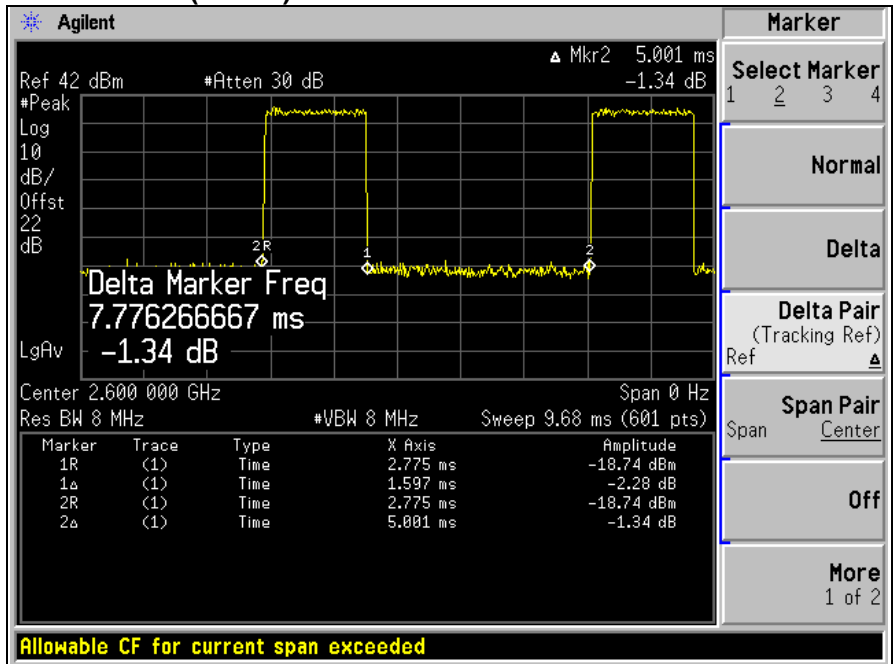 Agilent
Marker
Δ Mkr2 5.001 ms
Ref 42 dBm #Atten 30 dB -1.34 dB
#Peak
Log
10
dB/
Offst
22
dB
2R
1
2
Delta Marker Freq
7.776266667 ms
-1.34 dB
LgAv
Center 2.600 000 GHz Span 0 Hz
Res BW 8 MHz #VBW 8 MHz Sweep 9.68 ms (601 pts)
Marker Trace Type X Axis Amplitude
1R (1) Time 2.775 ms -18.74 dBm
1Δ (1) Time 1.597 ms -2.28 dB
2R (1) Time 2.775 ms -18.74 dBm
2Δ (1) Time 5.001 ms -1.34 dB
Select Marker
1 2 3 4
Normal
Delta
Delta Pair
(Tracking Ref)
Ref Δ
Span Pair
Span Center
Off
More
1 of 2
Allowable CF for current span exceeded